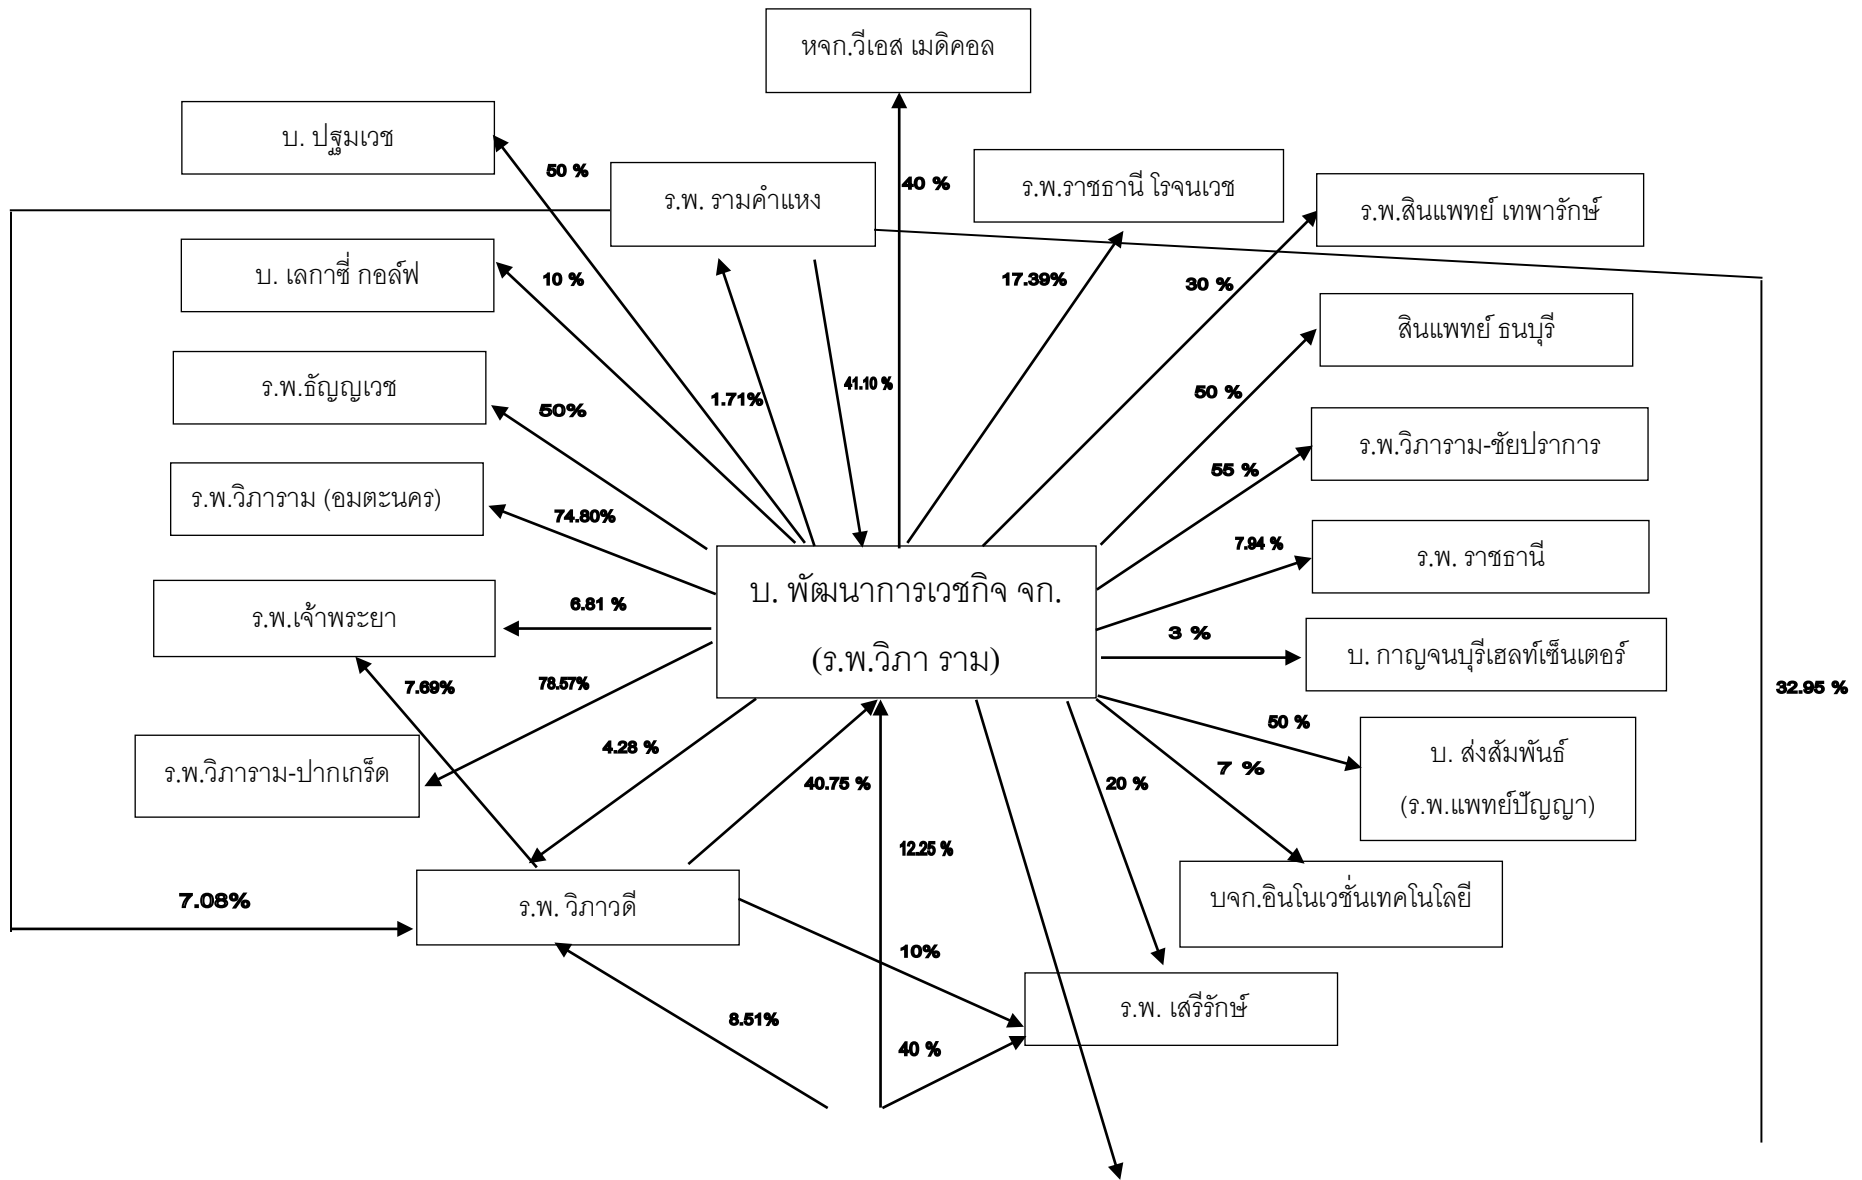 หจก.วีเอส เมดิคอล
บ. ปฐมเวช
50 %
ร.พ. รามคำแหง
40 %
ร.พ.ราชธานี โรจนเวช
ร.พ.สินแพทย์ เทพารักษ์
บ. เลกาซี่ กอล์ฟ
10 %
17.39%
30 %
สินแพทย์ ธนบุรี
ร.พ.ธัญญเวช
50%
1.71%
41.10 %
50 %
ร.พ.วิภาราม-ชัยปราการ
55 %
ร.พ.วิภาราม (อมตะนคร)
74.80%
7.94 %
ร.พ. ราชธานี
บ. พัฒนาการเวชกิจ จก.
(ร.พ.วิภา ราม)
ร.พ.เจ้าพระยา
6.81 %
3 %
บ. กาญจนบุรีเฮลท์เซ็นเตอร์
7.69%
78.57%
32.95 %
50 %
บ. ส่งสัมพันธ์
(ร.พ.แพทย์ปัญญา)
ร.พ.วิภาราม-ปากเกร็ด
4.28 %
40.75 %
20 %
7 %
12.25 %
7.08%
ร.พ. วิภาวดี
บจก.อินโนเวชั่นเทคโนโลยี
10%
ร.พ. เสรีรักษ์
8.51%
40 %